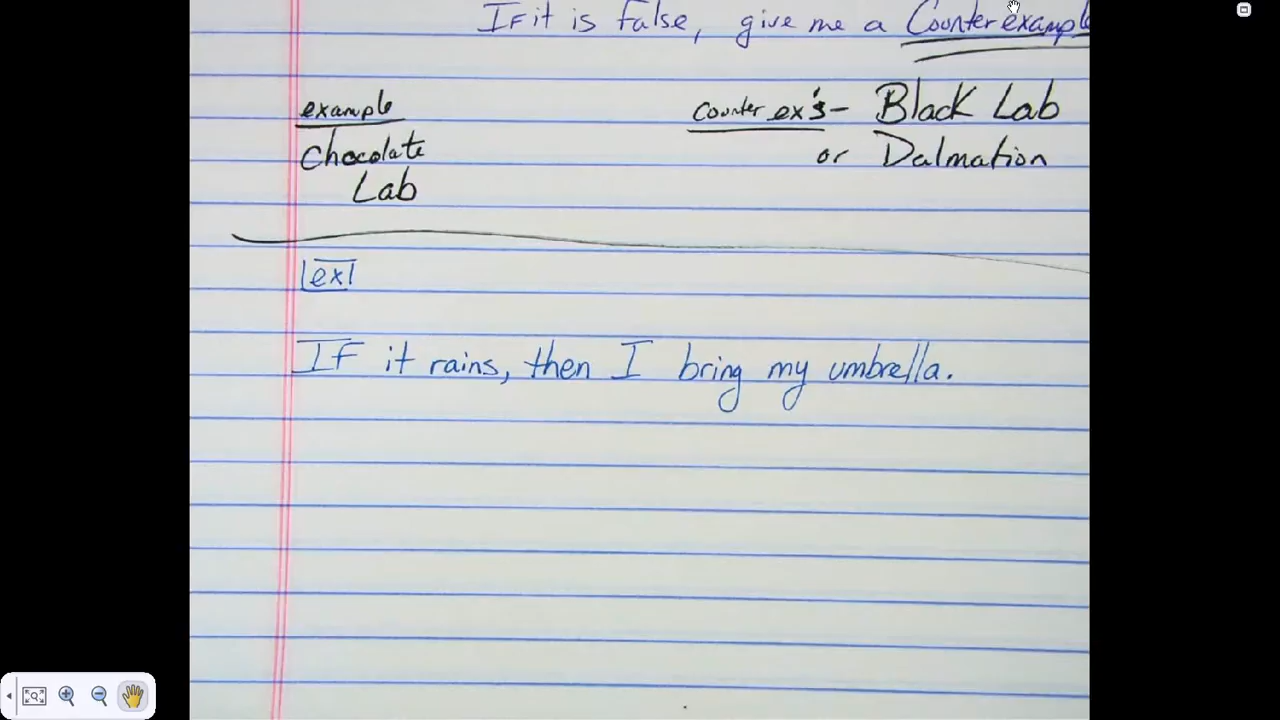 If it is false, give me a Counterexample
example
Counter ex's- Black Lab
Chocolate
or Dalmation
Lab
ex
IF it rains, then I bring my umbrella.